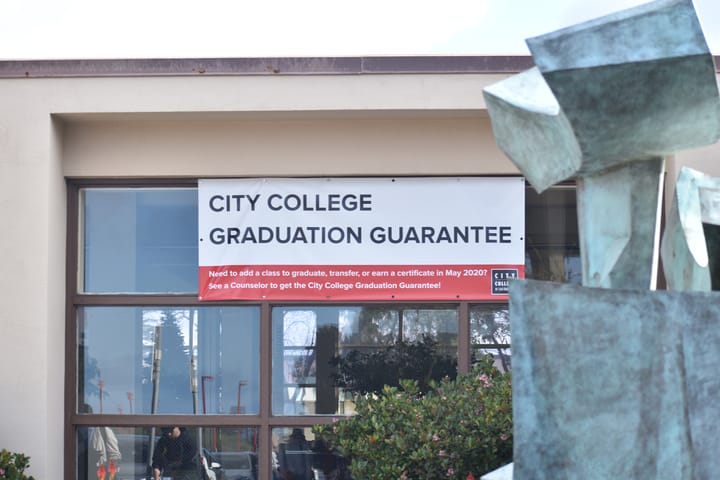 CITY COLLEGE
GRADUATION GUARANTEE
Need to add a class to graduate, transfer, or earn a certificate in May 2020?
See a Counselor to get the City College Graduation Guarantee!
CITY
COLLEGE